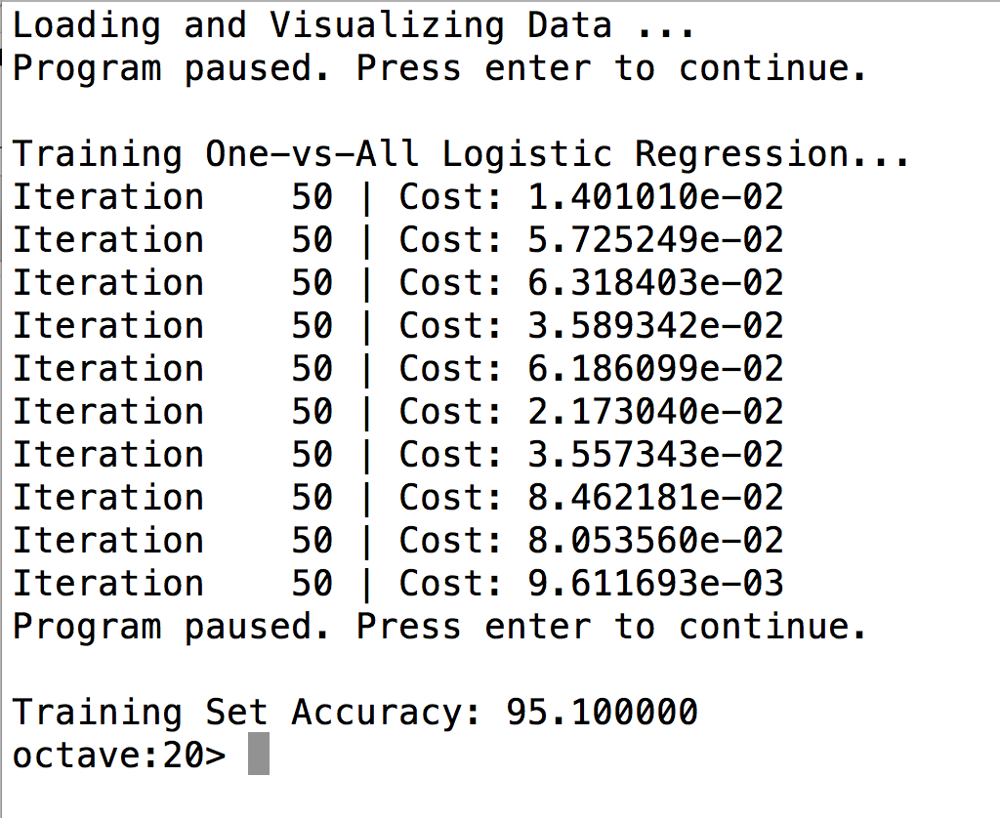 Loading and Visualizing Data ...
Program paused. Press enter to continue.
Training One-vs-All Logistic Regression...
Iteration    50 | Cost: 1.401010e-02
Iteration    50 | Cost: 5.725249e-02
Iteration    50 | Cost: 6.318403e-02
Iteration    50 | Cost: 3.589342e-02
Iteration    50 | Cost: 6.186099e-02
Iteration    50 | Cost: 2.173040e-02
Iteration    50 | Cost: 3.557343e-02
Iteration    50 | Cost: 8.462181e-02
Iteration    50 | Cost: 8.053560e-02
Iteration    50 | Cost: 9.611693e-03
Program paused. Press enter to continue.
Training Set Accuracy: 95.100000
octave:20>